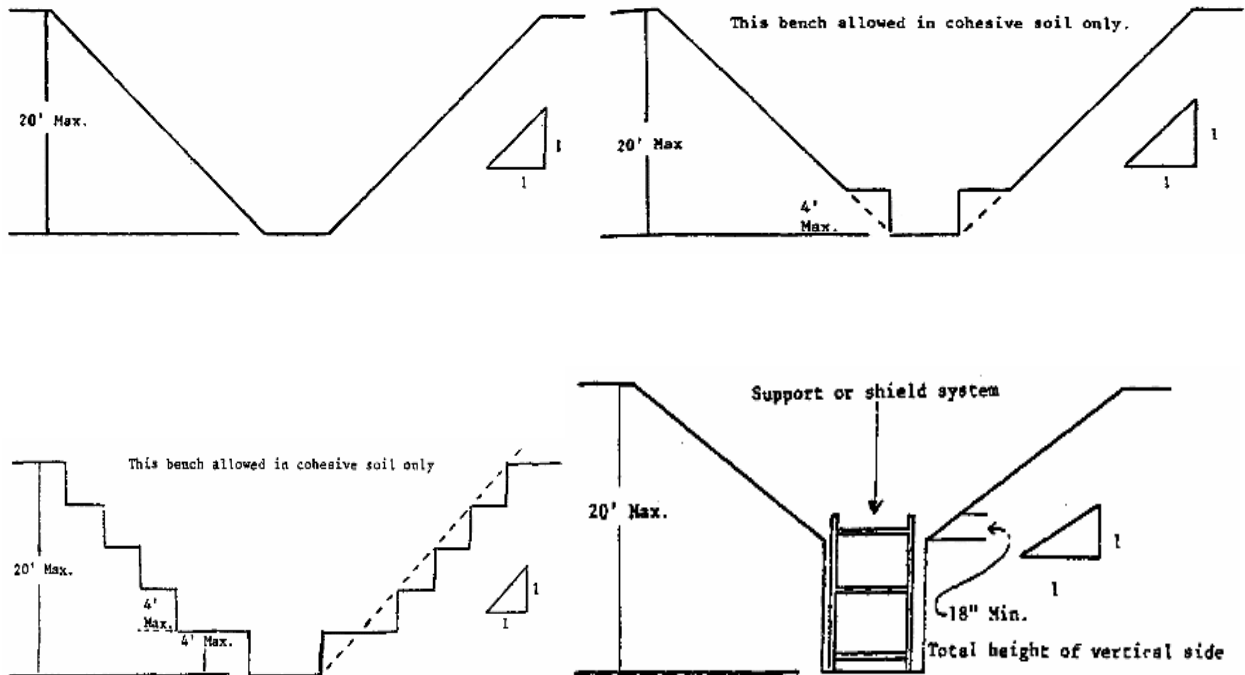 20' Max.
1
1
This bench allowed in cohesive soil only.
20' Max
4'
Max.
1
1
This bench allowed in cohesive soil only
20' Max.
4'
Max.
4' Max.
1
1
Support or shield system
20' Max.
1
1
18" Min.
Total height of vertical side